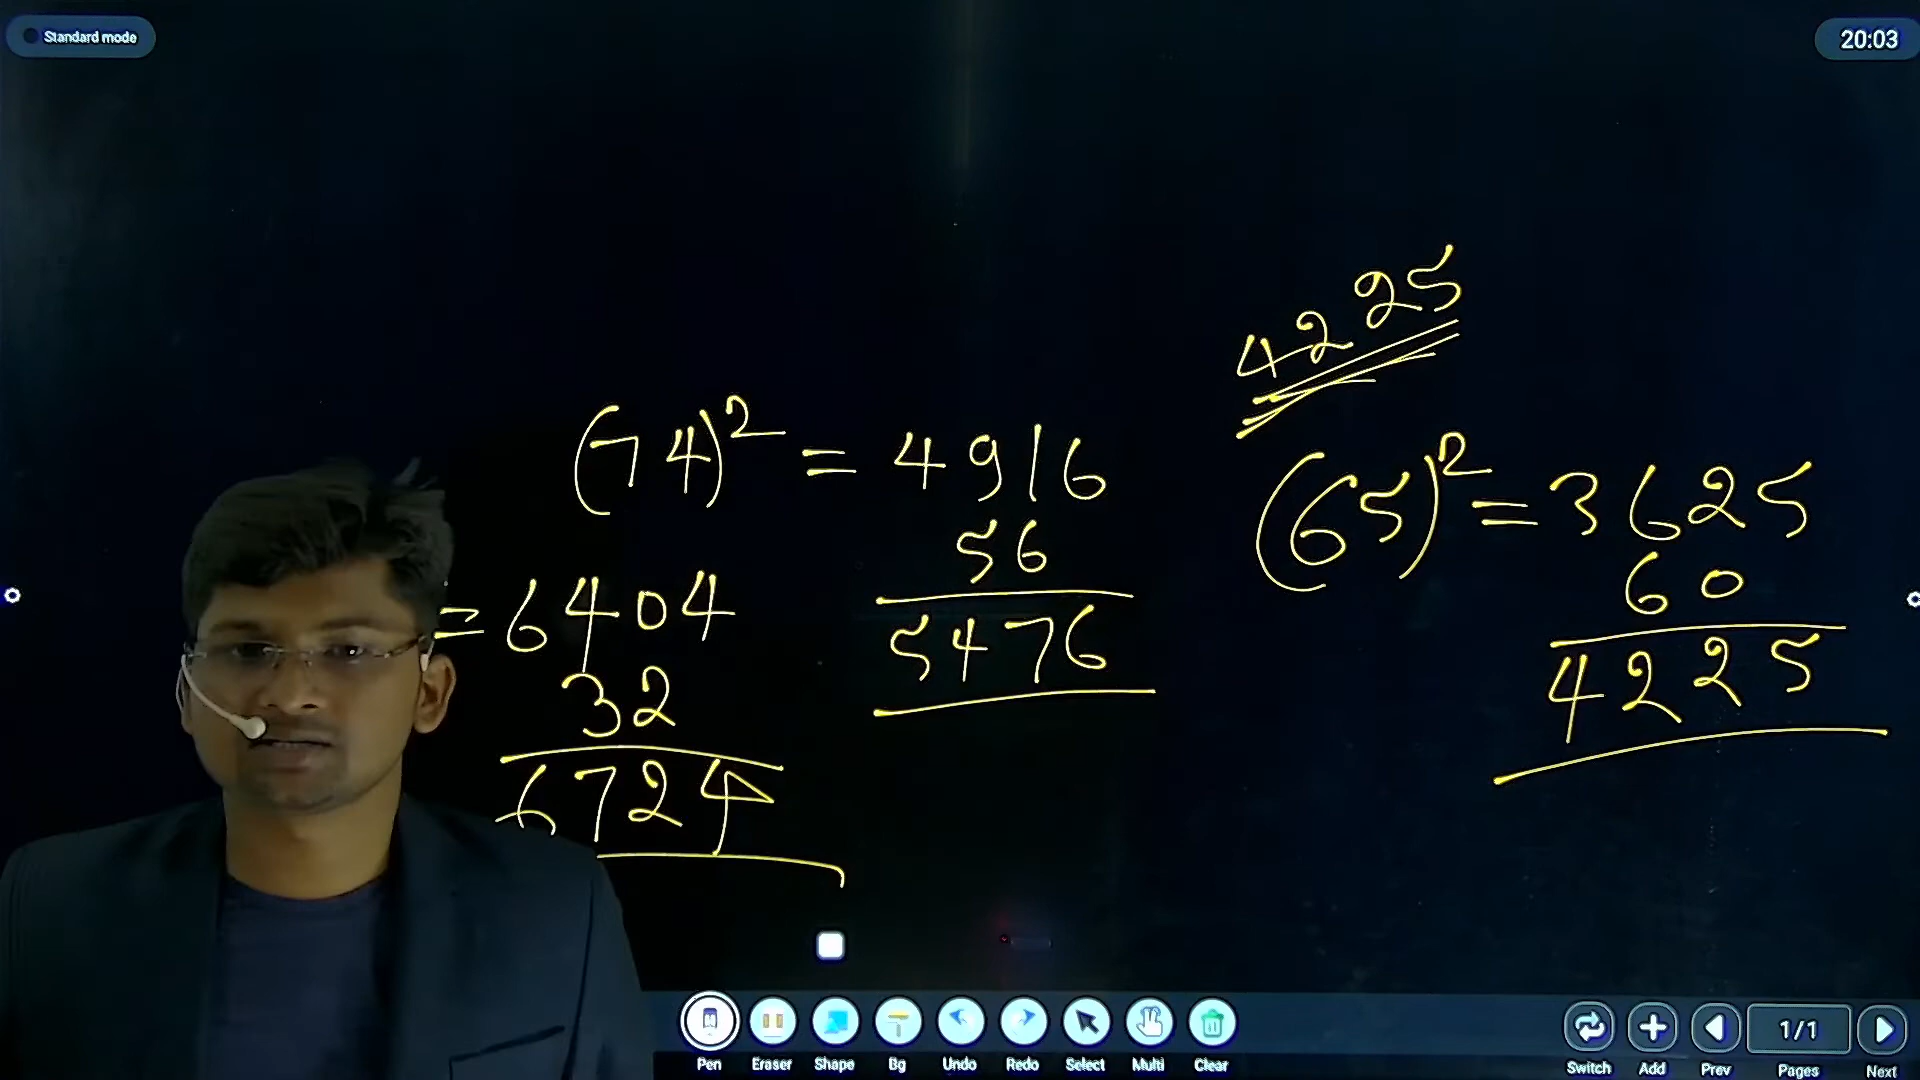 Standard mode
20:03
4225
(74)² = 4916
56
5476
(65)² = 3625
60
4225
= 6404
32
6724
Pen Eraser Shape Bg Undo Redo Select Multi Clear
Switch Add Prev 1/1 Pages Next